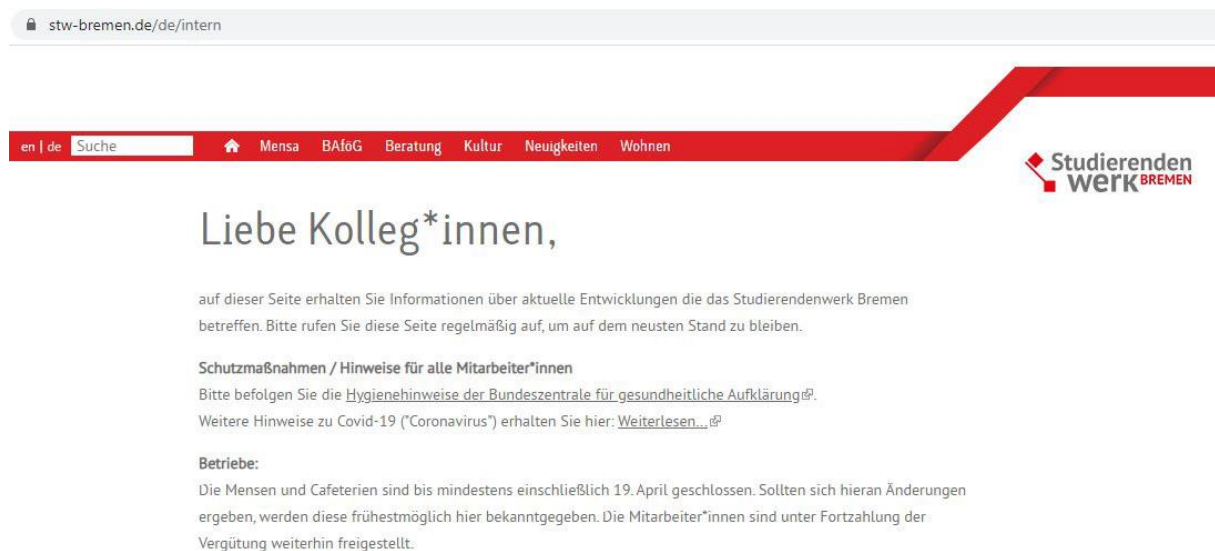 stw-bremen.de/de/intern
en | de Suche Mensa BAföG Beratung Kultur Neuigkeiten Wohnen
Studierenden
werk BREMEN
Liebe Kolleg*innen,
auf dieser Seite erhalten Sie Informationen über aktuelle Entwicklungen die das Studierendenwerk Bremen
betreffen. Bitte rufen Sie diese Seite regelmäßig auf, um auf dem neusten Stand zu bleiben.
Schutzmaßnahmen / Hinweise für alle Mitarbeiter*innen
Bitte befolgen Sie die Hygienehinweise der Bundeszentrale für gesundheitliche Aufklärung.
Weitere Hinweise zu Covid-19 ("Coronavirus") erhalten Sie hier: Weiterlesen...
Betriebe:
Die Mensen und Cafeterien sind bis mindestens einschließlich 19. April geschlossen. Sollten sich hieran Änderungen
ergeben, werden diese frühestmöglich hier bekanntgegeben. Die Mitarbeiter*innen sind unter Fortzahlung der
Vergütung weiterhin freigestellt.